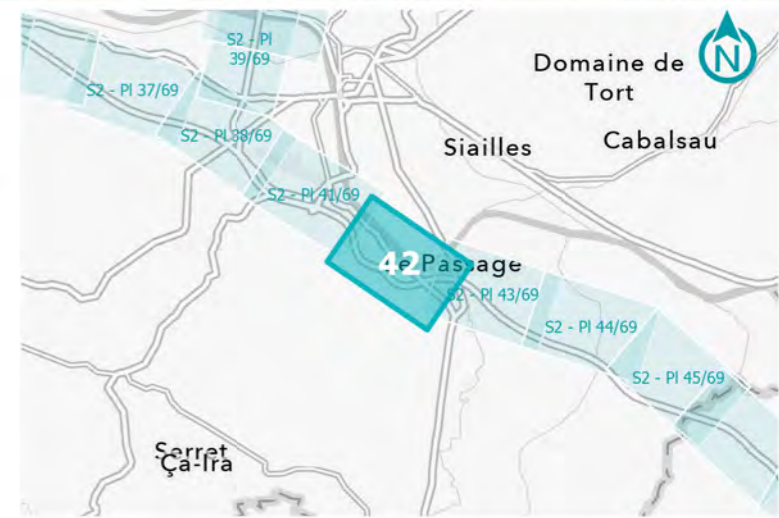 S2 - Pl
39/69
Domaine de
Tort
N
S2 - Pl 37/69
S2 - Pl 38/69
Siailles
Cabalsau
S2 - Pl 41/69
42
Le Passage
S2 - Pl 43/69
S2 - Pl 44/69
S2 - Pl 45/69
Serret
Ça-Ira